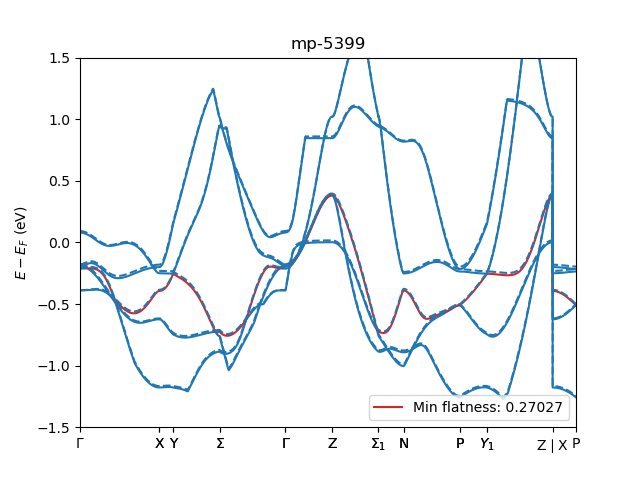 mp-5399
1.5
1.0
0.5
0.0
−0.5
−1.0
−1.5
E − E_F (eV)
Min flatness: 0.27027
Γ X Y Σ Γ Z Σ₁ N P Y₁ Z | X P